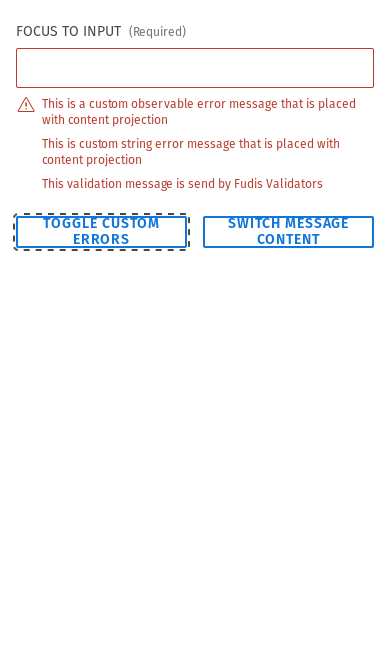 FOCUS TO INPUT (Required)
This is a custom observable error message that is placed
with content projection
This is custom string error message that is placed with
content projection
This validation message is send by Fudis Validators
TOGGLE CUSTOM
ERRORS
SWITCH MESSAGE
CONTENT